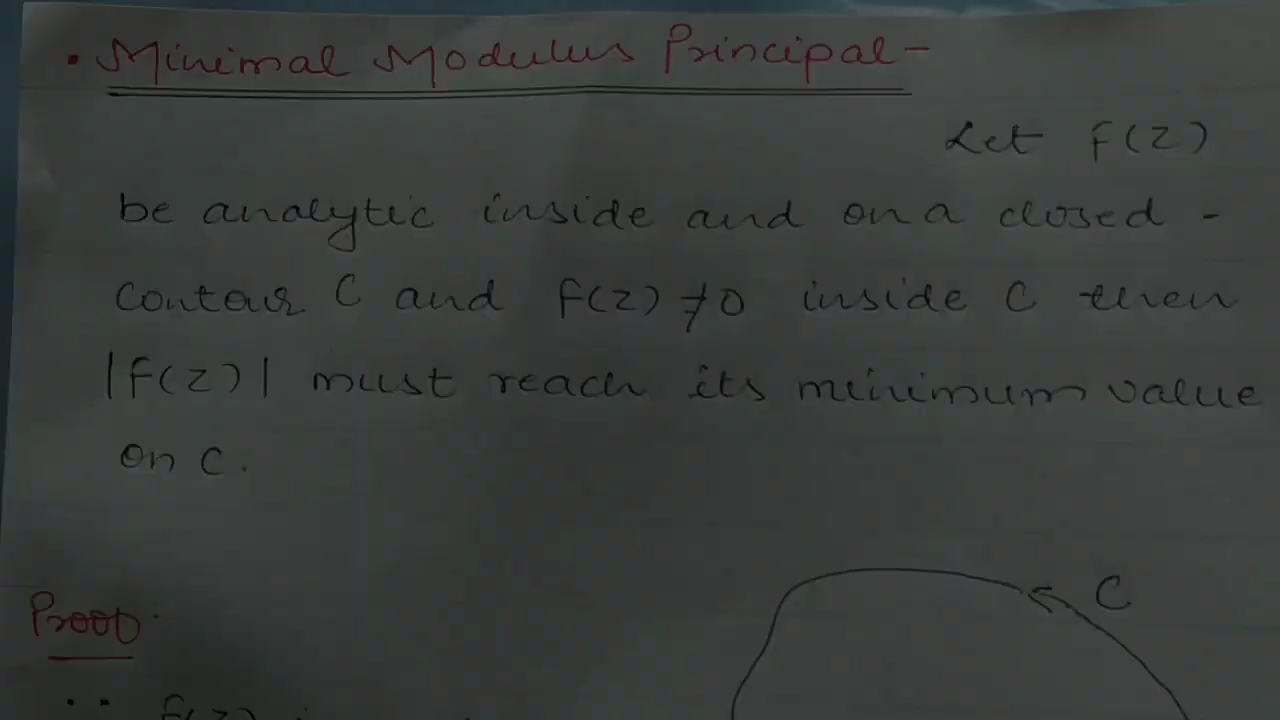 • Minimal Modulus Principal -
Let f(z)
be analytic inside and on a closed -
contour C and f(z) ≠ 0 inside C then
|f(z)| must reach its minimum value
on C.
C
Proof.
∵ f(z) is